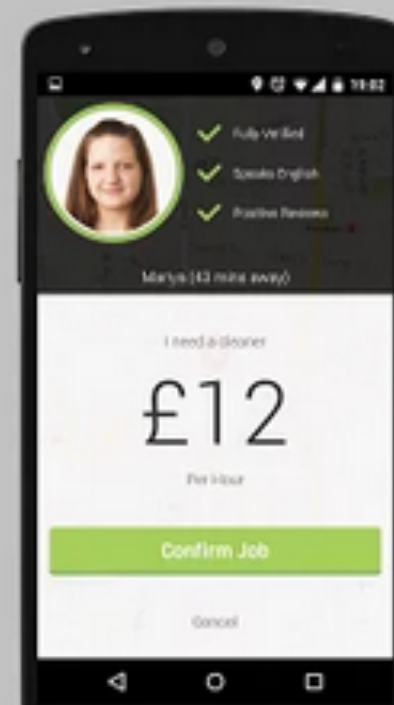 19:02
Fully Verified
Speaks English
Positive Reviews
Mariya (43 mins away)
I need a cleaner
£12
Per Hour
Confirm Job
Cancel